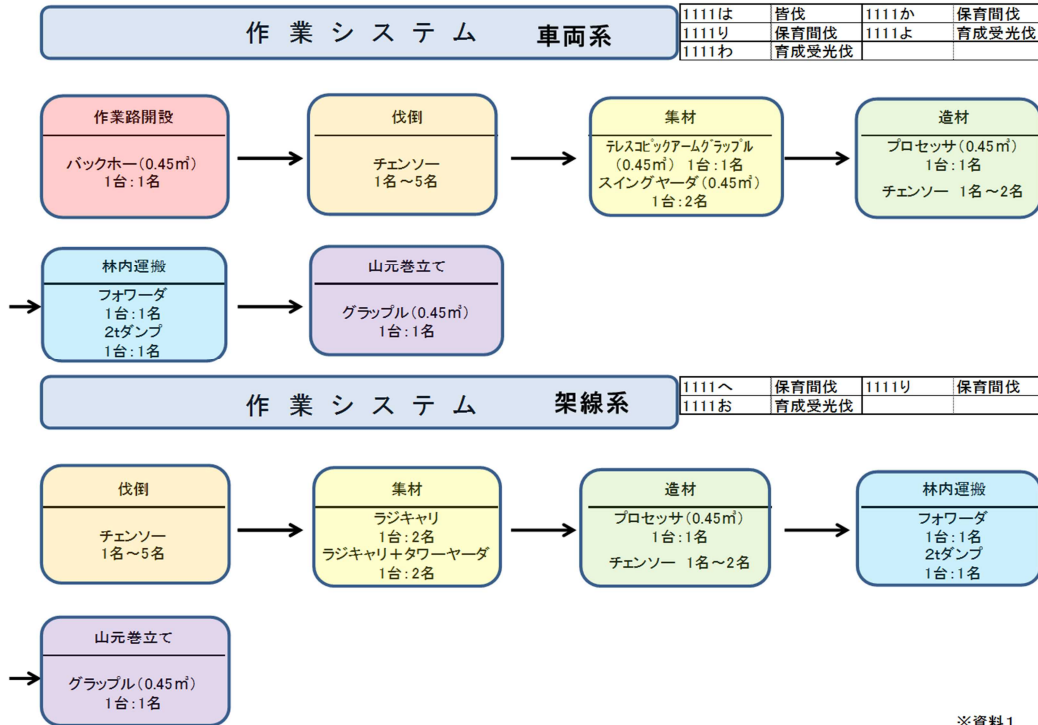 作 業 シ ス テ ム 車両系
1111は 皆伐 1111か 保育間伐
1111り 保育間伐 1111よ 育成受光伐
1111わ 育成受光伐
作業路開設
バックホー（0.45㎥）
1台：1名
伐倒
チェンソー
1名～5名
集材
テレスコピックアームグラップル
（0.45㎥） 1台：1名
スイングヤーダ（0.45㎥）
1台：2名
造材
プロセッサ（0.45㎥）
1台：1名
チェンソー 1名～2名
林内運搬
フォワーダ
1台：1名
2tダンプ
1台：1名
山元巻立て
グラップル（0.45㎥）
1台：1名
作 業 シ ス テ ム 架線系
1111へ 保育間伐 1111り 保育間伐
1111お 育成受光伐
伐倒
チェンソー
1名～5名
集材
ラジキャリ
1台：2名
ラジキャリ＋タワーヤーダ
1台：2名
造材
プロセッサ（0.45㎥）
1台：1名
チェンソー 1名～2名
林内運搬
フォワーダ
1台：1名
2tダンプ
1台：1名
山元巻立て
グラップル（0.45㎥）
1台：1名
※資料1